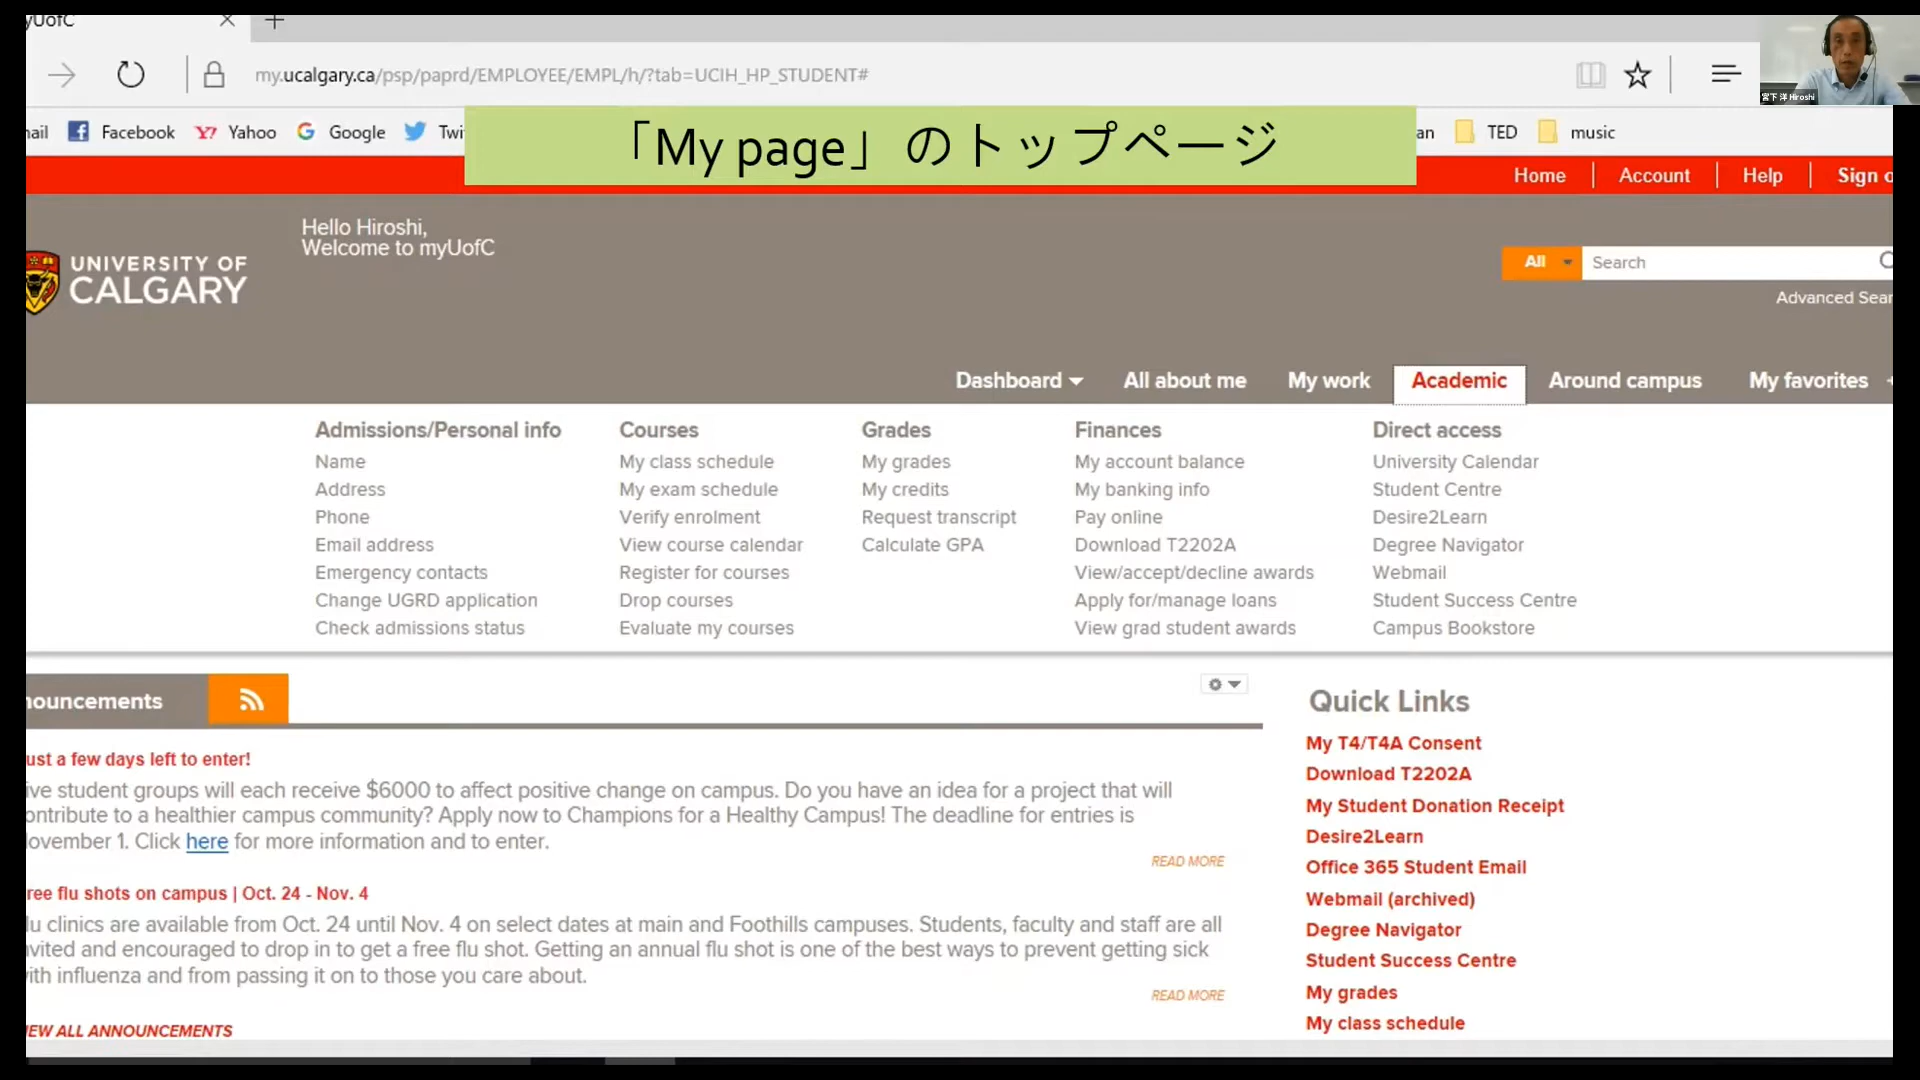 yUofC
my.ucalgary.ca/psp/paprd/EMPLOYEE/EMPL/h/?tab=UCIH_HP_STUDENT#
宮下 洋 Hiroshi
ail Facebook Yahoo Google Twi an TED music
「My page」のトップページ
Home Account Help Sign o
Hello Hiroshi,
Welcome to myUofC
UNIVERSITY OF
CALGARY
All Search
Advanced Sear
Dashboard All about me My work Academic Around campus My favorites
Admissions/Personal info
Name
Address
Phone
Email address
Emergency contacts
Change UGRD application
Check admissions status
Courses
My class schedule
My exam schedule
Verify enrolment
View course calendar
Register for courses
Drop courses
Evaluate my courses
Grades
My grades
My credits
Request transcript
Calculate GPA
Finances
My account balance
My banking info
Pay online
Download T2202A
View/accept/decline awards
Apply for/manage loans
View grad student awards
Direct access
University Calendar
Student Centre
Desire2Learn
Degree Navigator
Webmail
Student Success Centre
Campus Bookstore
nouncements
ust a few days left to enter!
ive student groups will each receive $6000 to affect positive change on campus. Do you have an idea for a project that will
ontribute to a healthier campus community? Apply now to Champions for a Healthy Campus! The deadline for entries is
ovember 1. Click here for more information and to enter.
READ MORE
ree flu shots on campus | Oct. 24 - Nov. 4
lu clinics are available from Oct. 24 until Nov. 4 on select dates at main and Foothills campuses. Students, faculty and staff are all
nvited and encouraged to drop in to get a free flu shot. Getting an annual flu shot is one of the best ways to prevent getting sick
ith influenza and from passing it on to those you care about.
READ MORE
IEW ALL ANNOUNCEMENTS
Quick Links
My T4/T4A Consent
Download T2202A
My Student Donation Receipt
Desire2Learn
Office 365 Student Email
Webmail (archived)
Degree Navigator
Student Success Centre
My grades
My class schedule